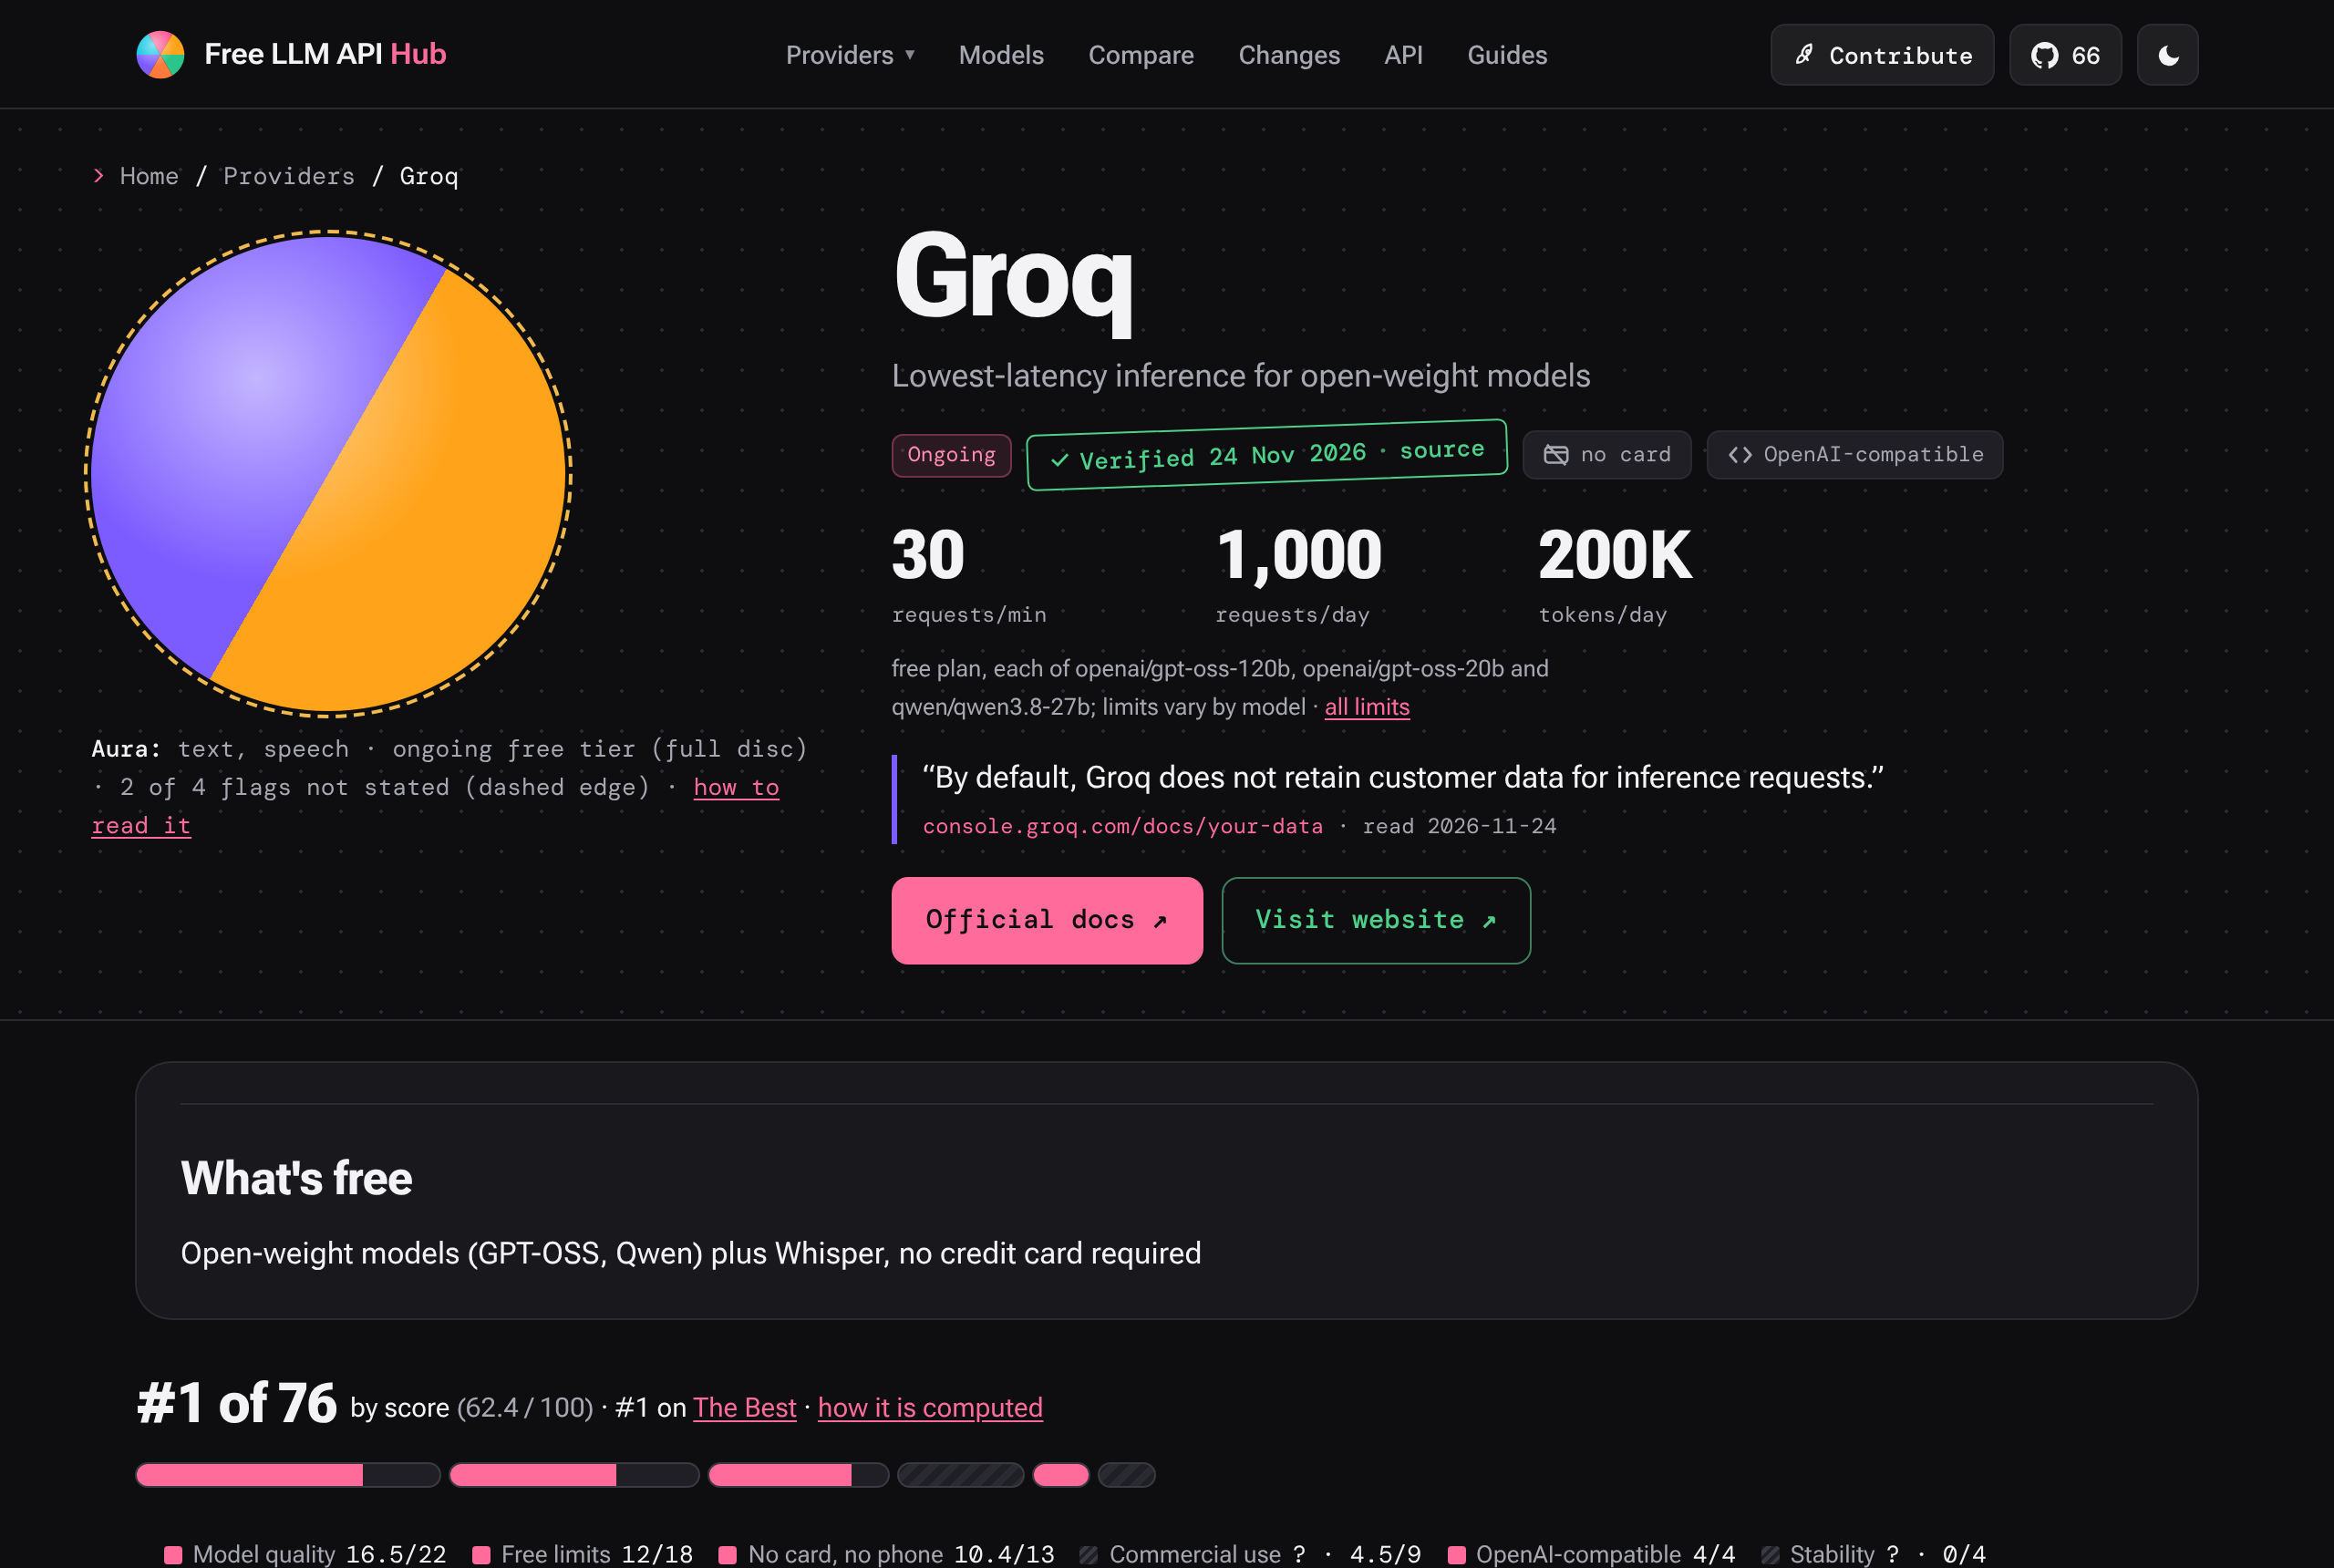 Free LLM API Hub
Providers ▾ Models Compare Changes API Guides
Contribute 66
> Home / Providers / Groq
Groq
Lowest-latency inference for open-weight models
Ongoing ✓ Verified 24 Nov 2026 · source no card OpenAI-compatible
30 1,000 200K
requests/min requests/day tokens/day
free plan, each of openai/gpt-oss-120b, openai/gpt-oss-20b and
qwen/qwen3.8-27b; limits vary by model · all limits
“By default, Groq does not retain customer data for inference requests.”
console.groq.com/docs/your-data · read 2026-11-24
Official docs ↗ Visit website ↗
Aura: text, speech · ongoing free tier (full disc)
· 2 of 4 flags not stated (dashed edge) · how to
read it
What's free
Open-weight models (GPT-OSS, Qwen) plus Whisper, no credit card required
#1 of 76 by score (62.4 / 100) · #1 on The Best · how it is computed
Model quality 16.5/22 Free limits 12/18 No card, no phone 10.4/13 Commercial use ? · 4.5/9 OpenAI-compatible 4/4 Stability ? · 0/4